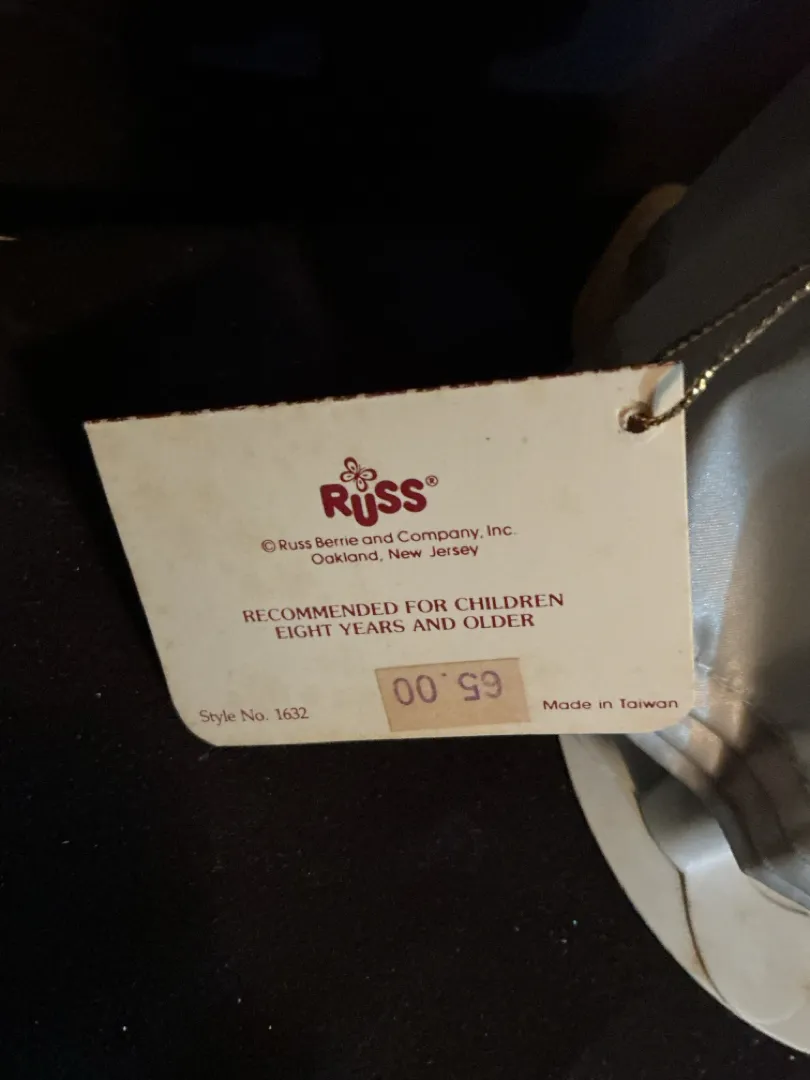 RUSS®
© Russ Berrie and Company, Inc.
Oakland, New Jersey
RECOMMENDED FOR CHILDREN
EIGHT YEARS AND OLDER
65.00
Style No. 1632
Made in Taiwan